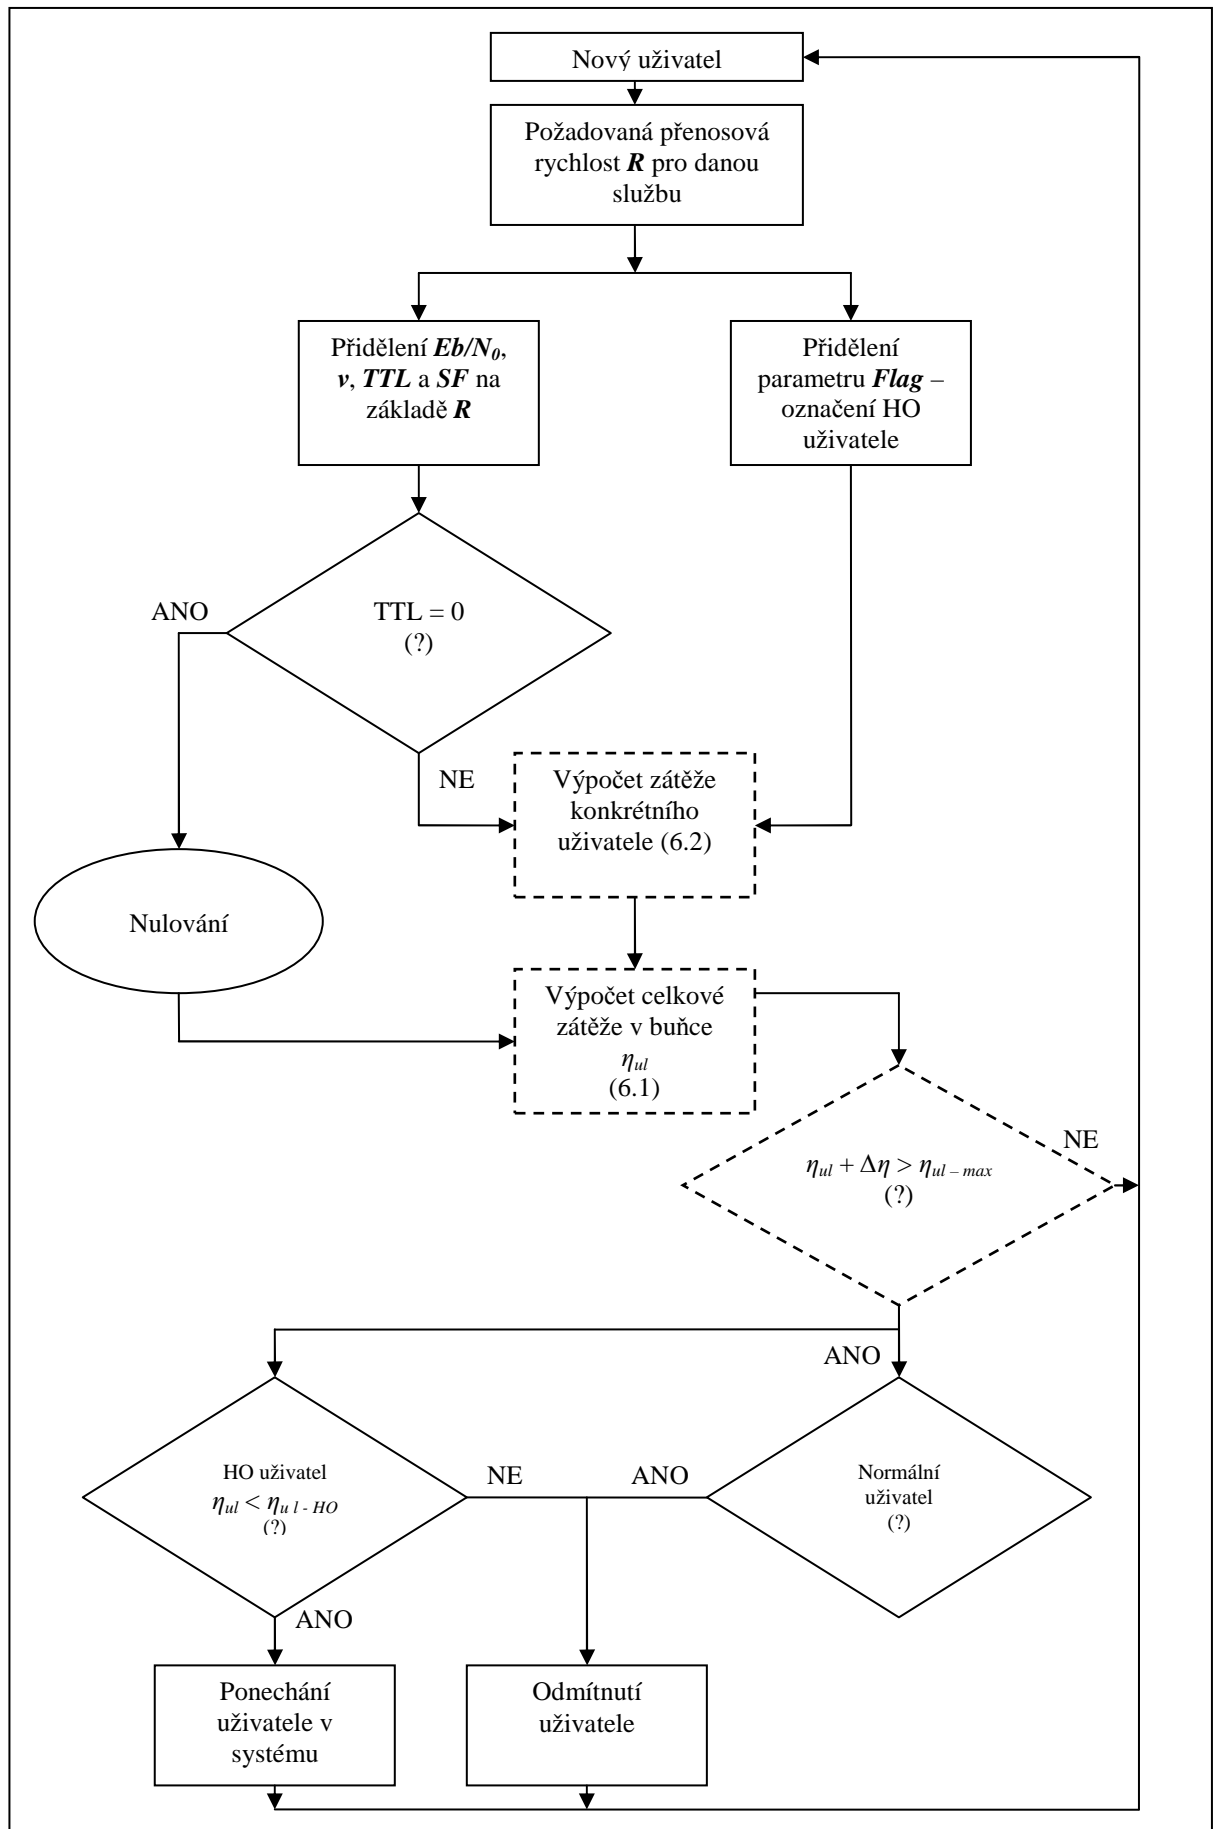 Nový uživatel
Požadovaná přenosová
rychlost R pro danou
službu
Přidělení Eb/N0,
v, TTL a SF na
základě R
Přidělení
parametru Flag –
označení HO
uživatele
ANO
TTL = 0
(?)
NE
Výpočet zátěže
konkrétního
uživatele (6.2)
Nulování
Výpočet celkové
zátěže v buňce
ηul
(6.1)
NE
ηul + Δη > ηul – max
(?)
ANO
HO uživatel
ηul < ηu l - HO
(?)
NE
ANO
Normální
uživatel
(?)
ANO
Ponechání
uživatele v
systému
Odmítnutí
uživatele